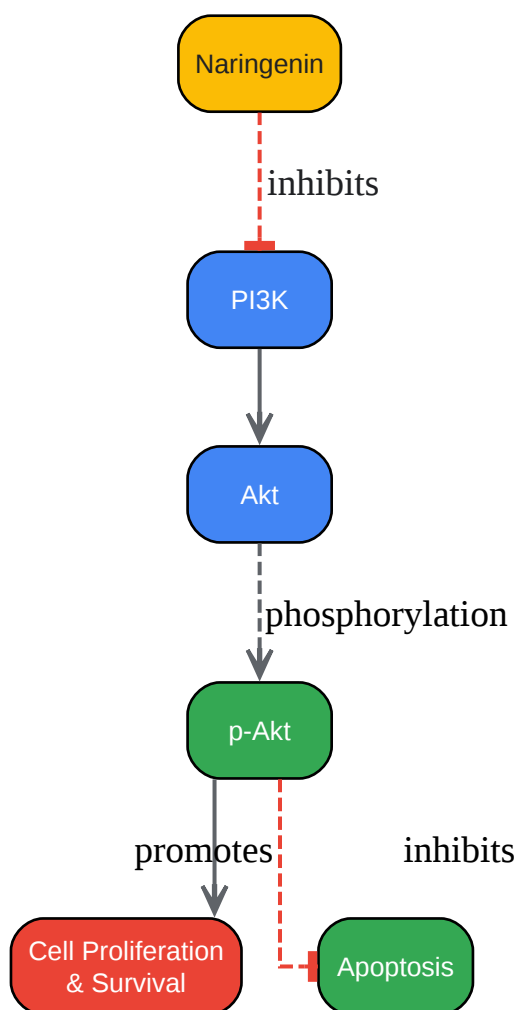 Naringenin
inhibits
PI3K
Akt
phosphorylation
p-Akt
promotes
inhibits
Cell Proliferation
& Survival
Apoptosis